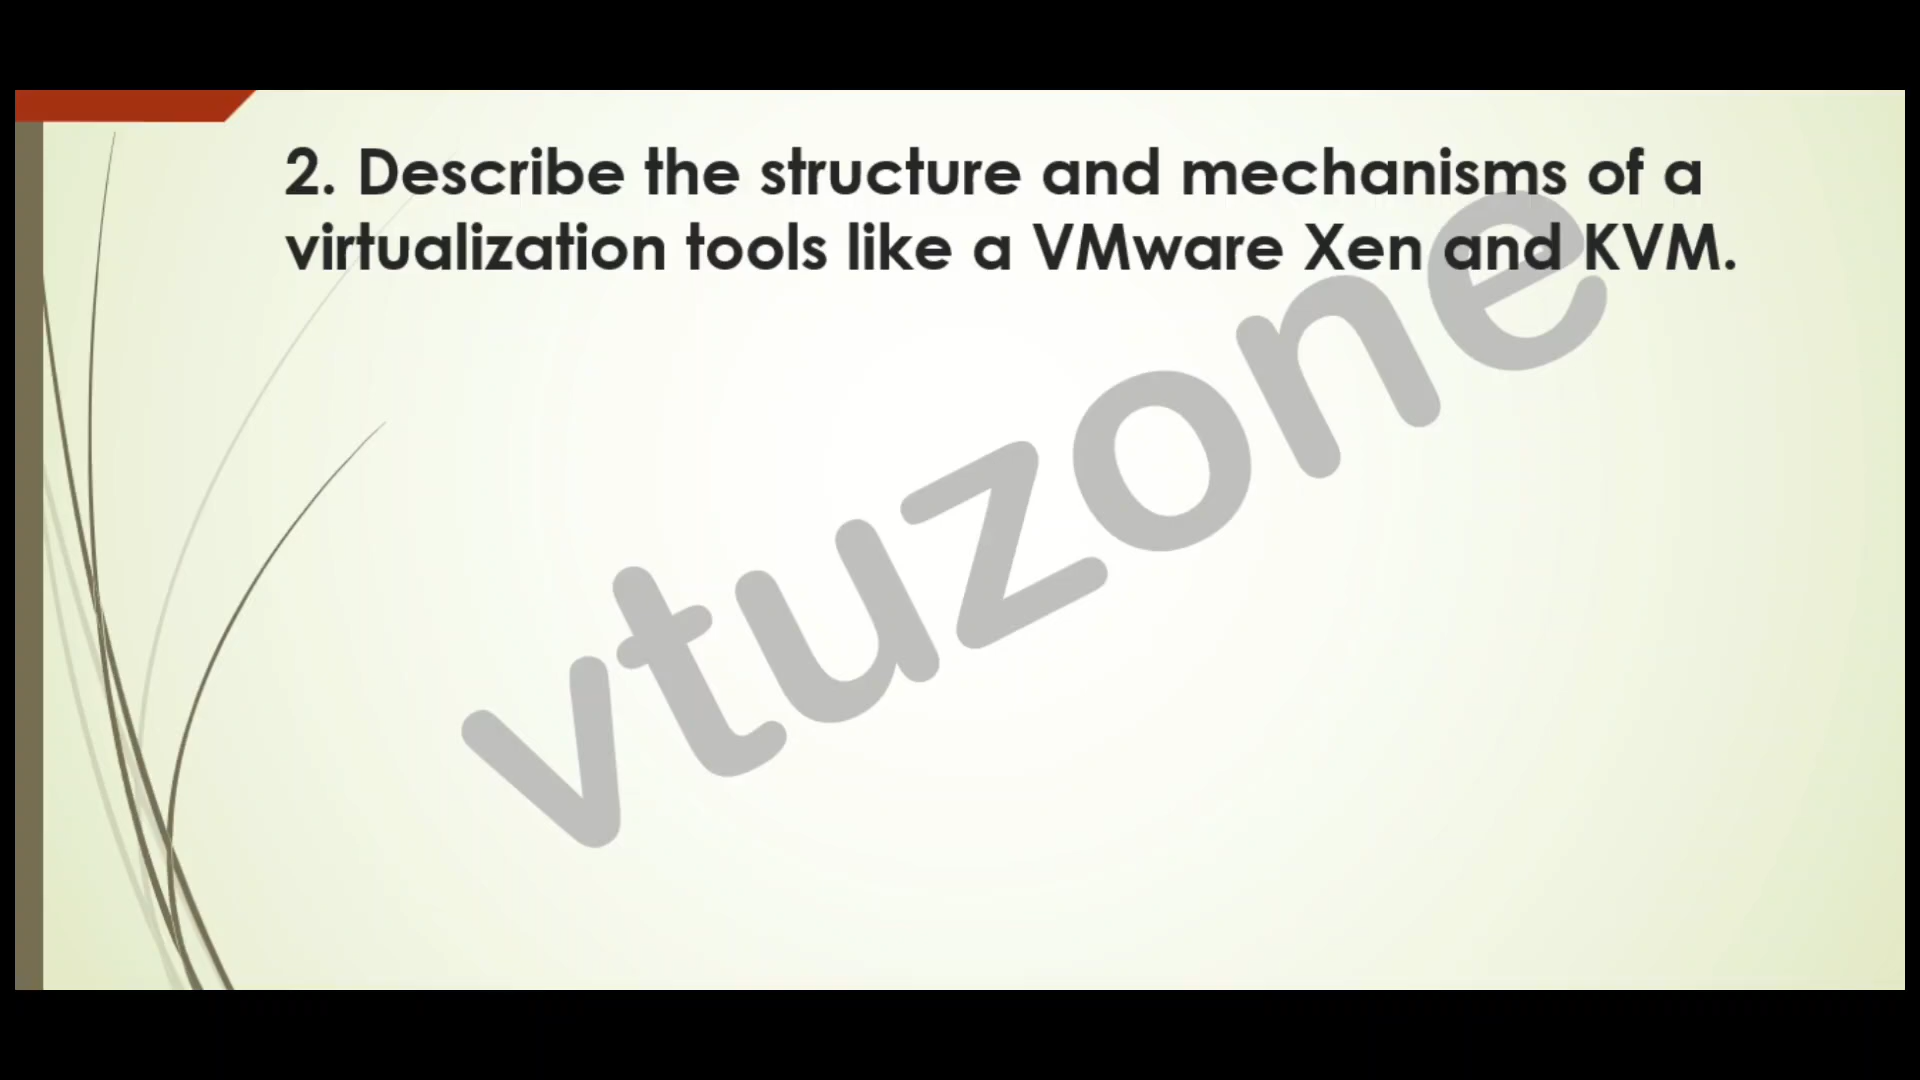 2. Describe the structure and mechanisms of a
virtualization tools like a VMware Xen and KVM.
vtuzone